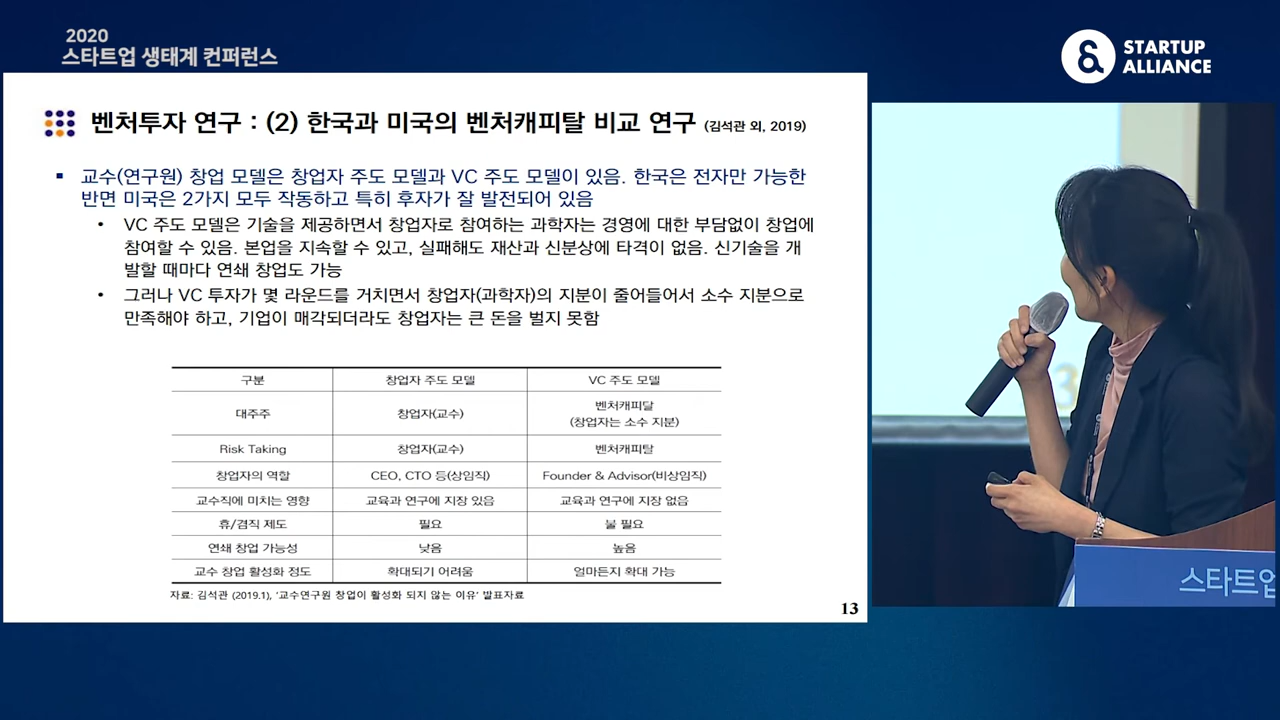 2020
스타트업 생태계 컨퍼런스
STARTUP
ALLIANCE
벤처투자 연구 : (2) 한국과 미국의 벤처캐피탈 비교 연구 (김석관 외, 2019)
교수(연구원) 창업 모델은 창업자 주도 모델과 VC 주도 모델이 있음. 한국은 전자만 가능한
반면 미국은 2가지 모두 작동하고 특히 후자가 잘 발전되어 있음
• VC 주도 모델은 기술을 제공하면서 창업자로 참여하는 과학자는 경영에 대한 부담없이 창업에
참여할 수 있음. 본업을 지속할 수 있고, 실패해도 재산과 신분상에 타격이 없음. 신기술을 개
발할 때마다 연쇄 창업도 가능
• 그러나 VC 투자가 몇 라운드를 거치면서 창업자(과학자)의 지분이 줄어들어서 소수 지분으로
만족해야 하고, 기업이 매각되더라도 창업자는 큰 돈을 벌지 못함
구분 창업자 주도 모델 VC 주도 모델
대주주 창업자(교수) 벤처캐피탈
(창업자는 소수 지분)
Risk Taking 창업자(교수) 벤처캐피탈
창업자의 역할 CEO, CTO 등(상임직) Founder & Advisor(비상임직)
교수직에 미치는 영향 교육과 연구에 지장 있음 교육과 연구에 지장 없음
휴/겸직 제도 필요 불 필요
연쇄 창업 가능성 낮음 높음
교수 창업 활성화 정도 확대되기 어려움 얼마든지 확대 가능
자료: 김석관 (2019.1), '교수연구원 창업이 활성화 되지 않는 이유' 발표자료
13
3
스타트업